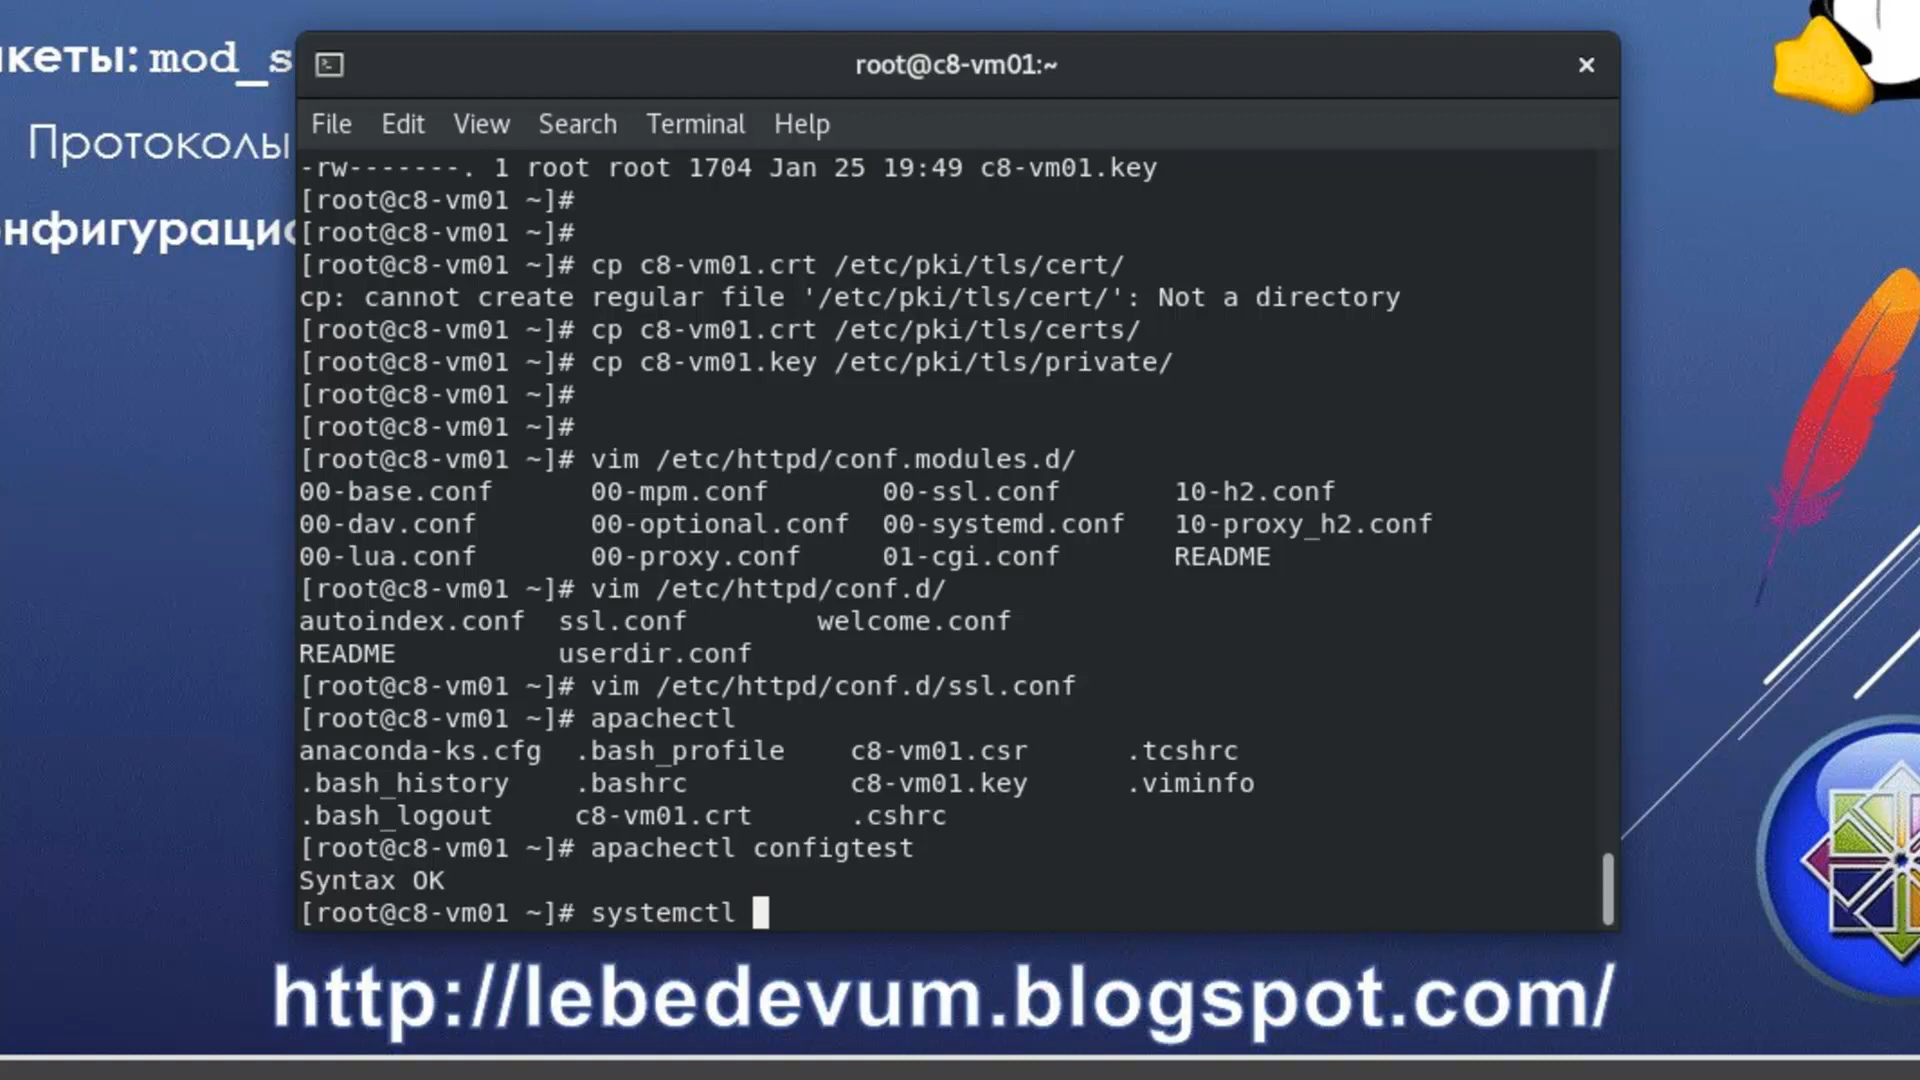 кеты: mod_s
Протоколы
нфигурацио
root@c8-vm01:~
File Edit View Search Terminal Help
-rw-------. 1 root root 1704 Jan 25 19:49 c8-vm01.key
[root@c8-vm01 ~]#
[root@c8-vm01 ~]#
[root@c8-vm01 ~]# cp c8-vm01.crt /etc/pki/tls/cert/
cp: cannot create regular file '/etc/pki/tls/cert/': Not a directory
[root@c8-vm01 ~]# cp c8-vm01.crt /etc/pki/tls/certs/
[root@c8-vm01 ~]# cp c8-vm01.key /etc/pki/tls/private/
[root@c8-vm01 ~]#
[root@c8-vm01 ~]#
[root@c8-vm01 ~]# vim /etc/httpd/conf.modules.d/
00-base.conf 00-mpm.conf 00-ssl.conf 10-h2.conf
00-dav.conf 00-optional.conf 00-systemd.conf 10-proxy_h2.conf
00-lua.conf 00-proxy.conf 01-cgi.conf README
[root@c8-vm01 ~]# vim /etc/httpd/conf.d/
autoindex.conf ssl.conf welcome.conf
README userdir.conf
[root@c8-vm01 ~]# vim /etc/httpd/conf.d/ssl.conf
[root@c8-vm01 ~]# apachectl
anaconda-ks.cfg .bash_profile c8-vm01.csr .tcshrc
.bash_history .bashrc c8-vm01.key .viminfo
.bash_logout c8-vm01.crt .cshrc
[root@c8-vm01 ~]# apachectl configtest
Syntax OK
[root@c8-vm01 ~]# systemctl
http://lebedevum.blogspot.com/